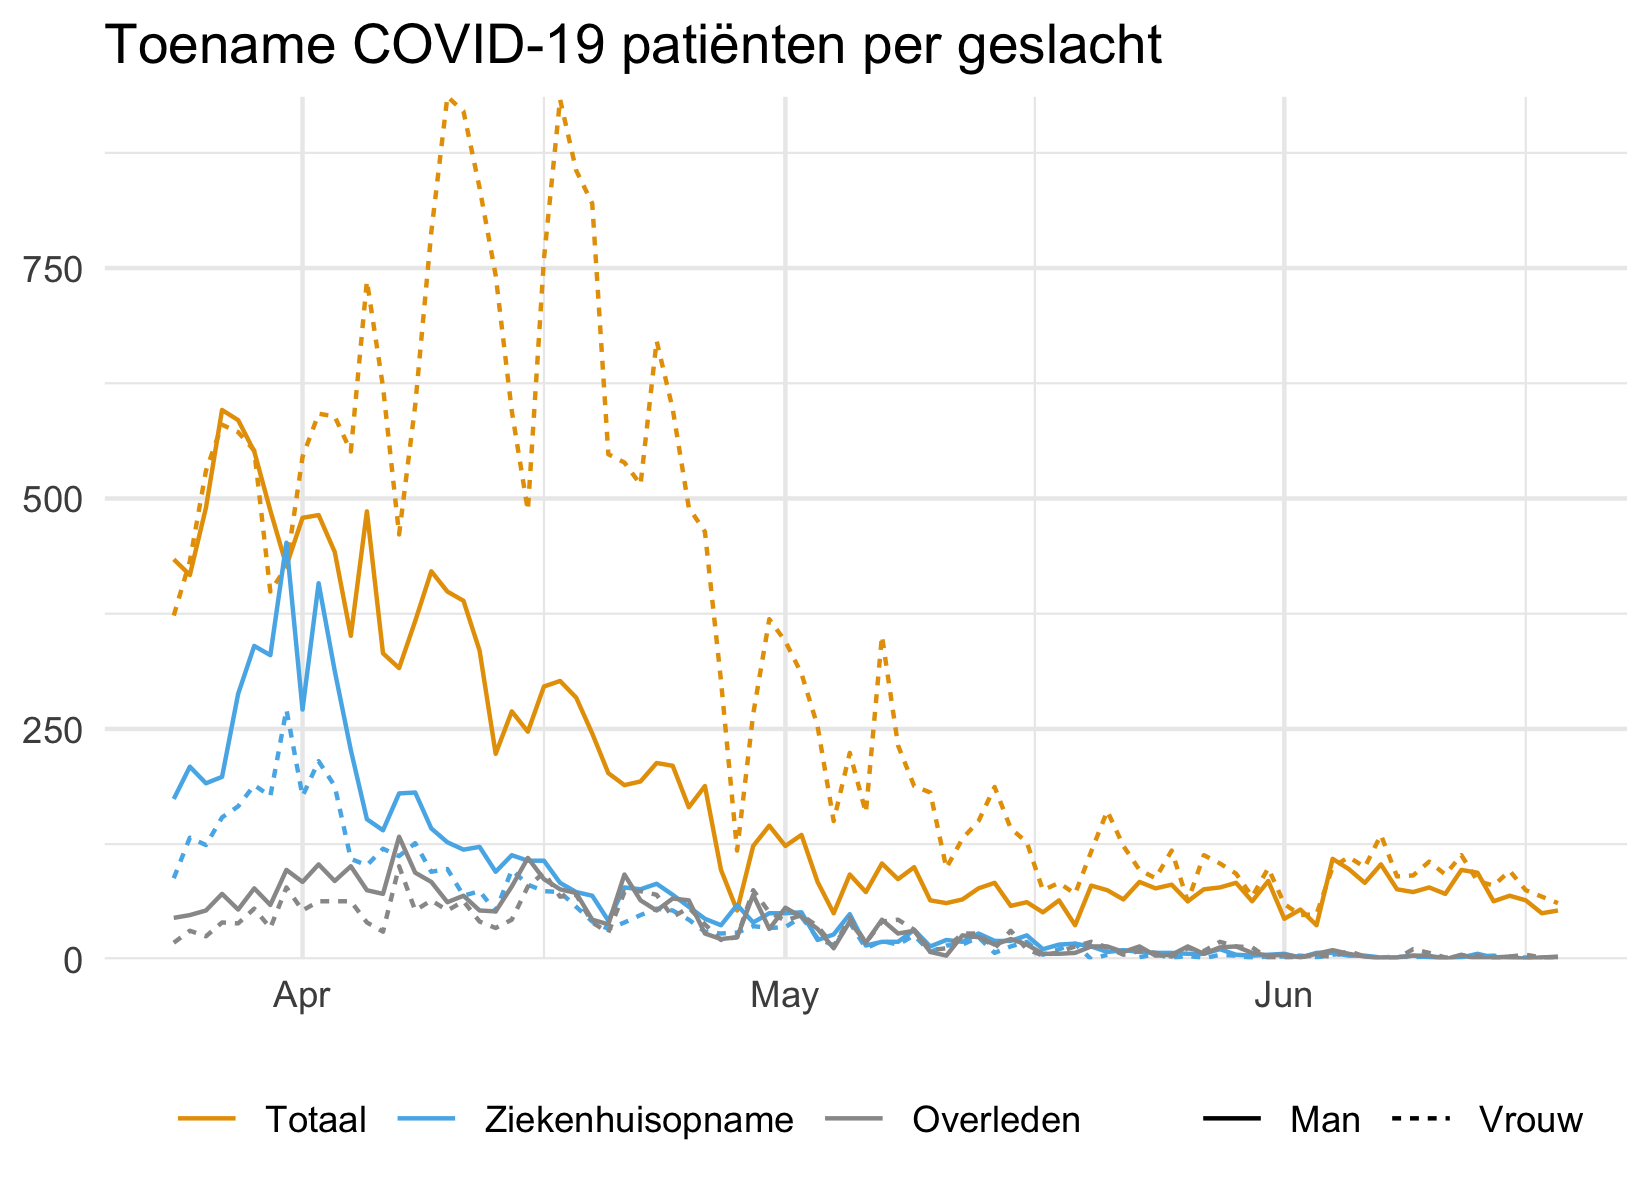 Toename COVID-19 patiënten per geslacht
750
500
250
0
Apr May Jun
Totaal Ziekenhuisopname Overleden Man Vrouw